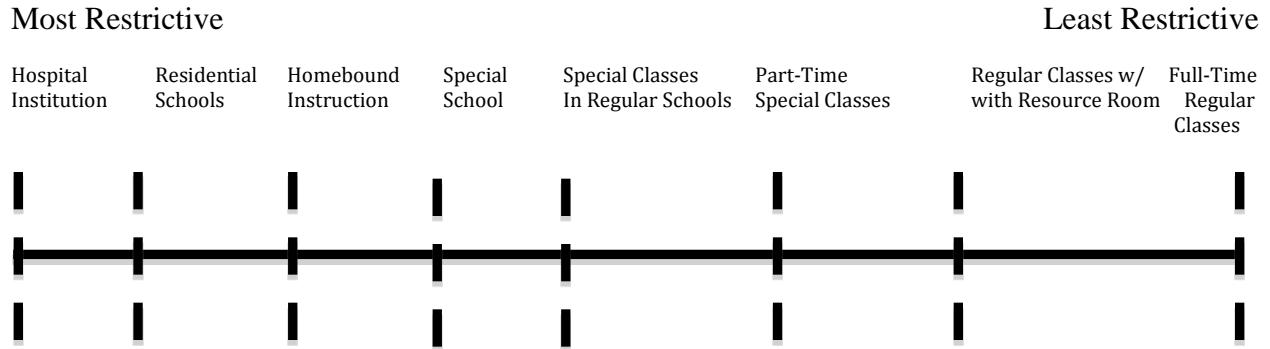 Most Restrictive
Least Restrictive
Hospital
Institution
Residential
Schools
Homebound
Instruction
Special
School
Special Classes
In Regular Schools
Part-Time
Special Classes
Regular Classes w/
with Resource Room
Full-Time
Regular
Classes